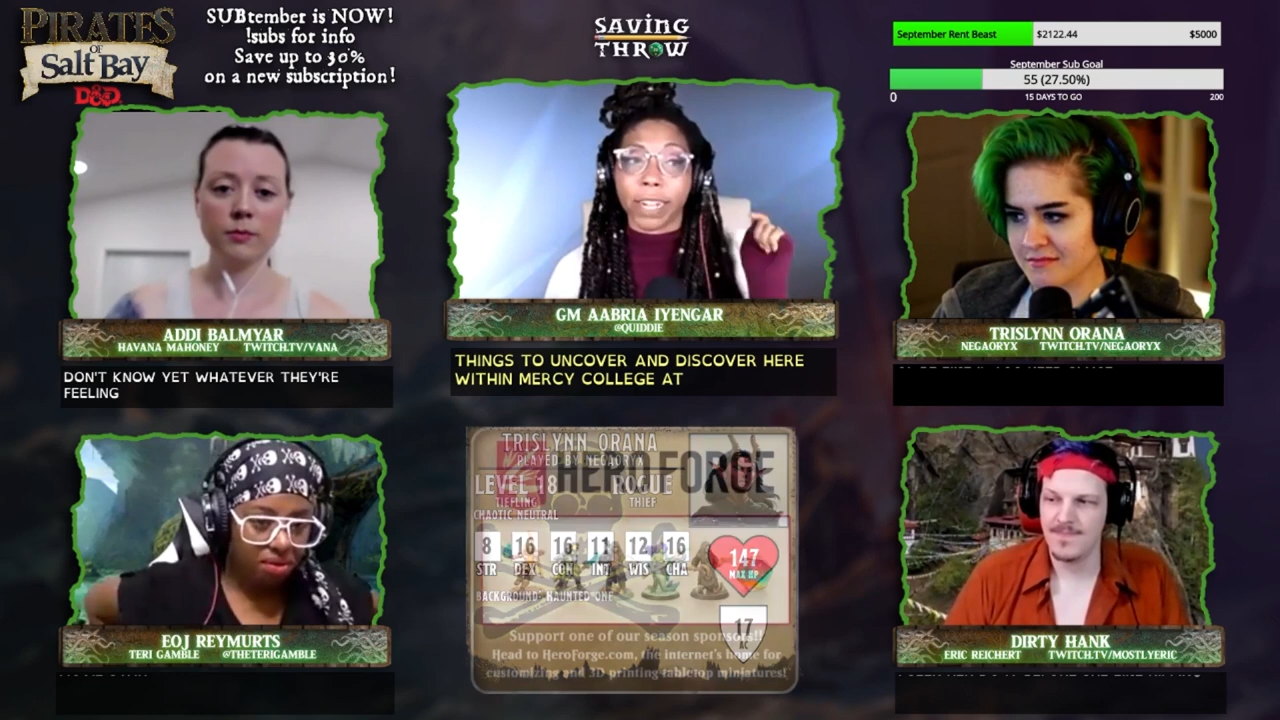 PIRATES
OF
Salt Bay
D&D
SUBtember is NOW!
!subs for info
Save up to 30%
on a new subscription!
SAVING
THROW
September Rent Beast $2122.44 $5000
September Sub Goal
55 (27.50%)
0 15 DAYS TO GO 200
ADDI BALMYAR
HAVANA MAHONEY TWITCH.TV/VANA
DON'T KNOW YET WHATEVER THEY'RE
FEELING
GM AABRIA IYENGAR
@QUIDDIE
THINGS TO UNCOVER AND DISCOVER HERE
WITHIN MERCY COLLEGE AT
TRISLYNN ORANA
NEGAORYX TWITCH.TV/NEGAORYX
EOJ REYMURTS
TERI GAMBLE @THETERIGAMBLE
TRISLYNN ORANA
PLAYED BY NEGAORYX
HERO FORGE
LEVEL 18 ROGUE
TIEFLING THIEF
CHAOTIC NEUTRAL
8 16 16 11 12 16
STR DEX CON INT WIS CHA
147
MAX HP
BACKGROUND: HAUNTED ONE
17
AC
Support one of our season sponsors!!
Head to HeroForge.com, the internet's home for
customizing and 3D printing tabletop miniatures!
DIRTY HANK
ERIC REICHERT TWITCH.TV/MOSTLYERIC